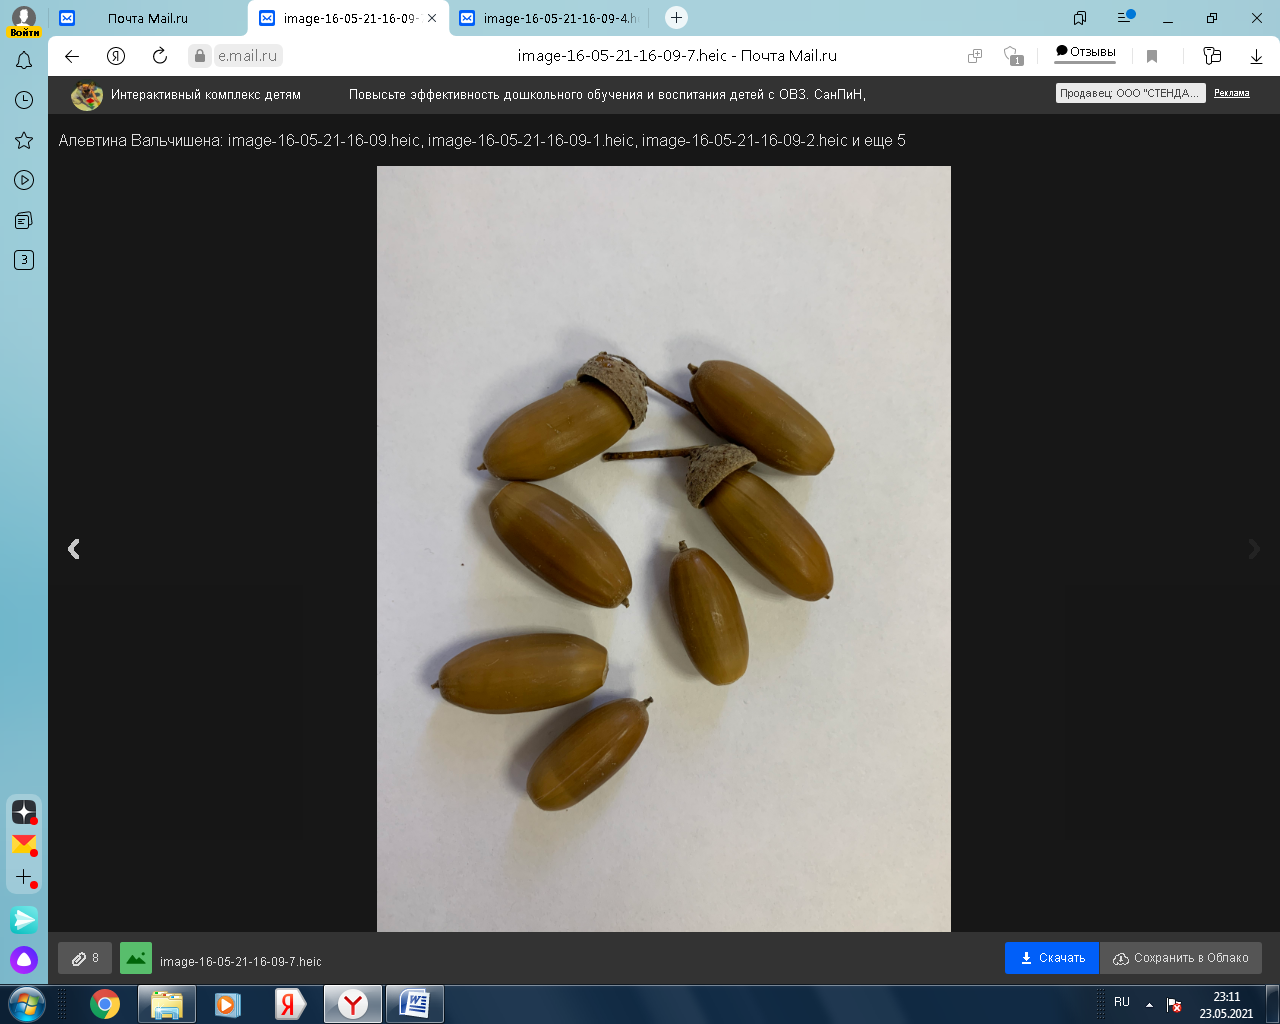 Войти
Почта Mail.ru
image-16-05-21-16-09-
image-16-05-21-16-09-4.h
e.mail.ru
image-16-05-21-16-09-7.heic - Почта Mail.ru
1
Отзывы
Интерактивный комплекс детям
Повысьте эффективность дошкольного обучения и воспитания детей с ОВЗ. СанПиН,
Продавец: ООО "СТЕНДА...
Реклама
Алевтина Вальчишена: image-16-05-21-16-09.heic, image-16-05-21-16-09-1.heic, image-16-05-21-16-09-2.heic и еще 5
3
8
image-16-05-21-16-09-7.heic
Скачать
Сохранить в Облако
RU
23:11
23.05.2021